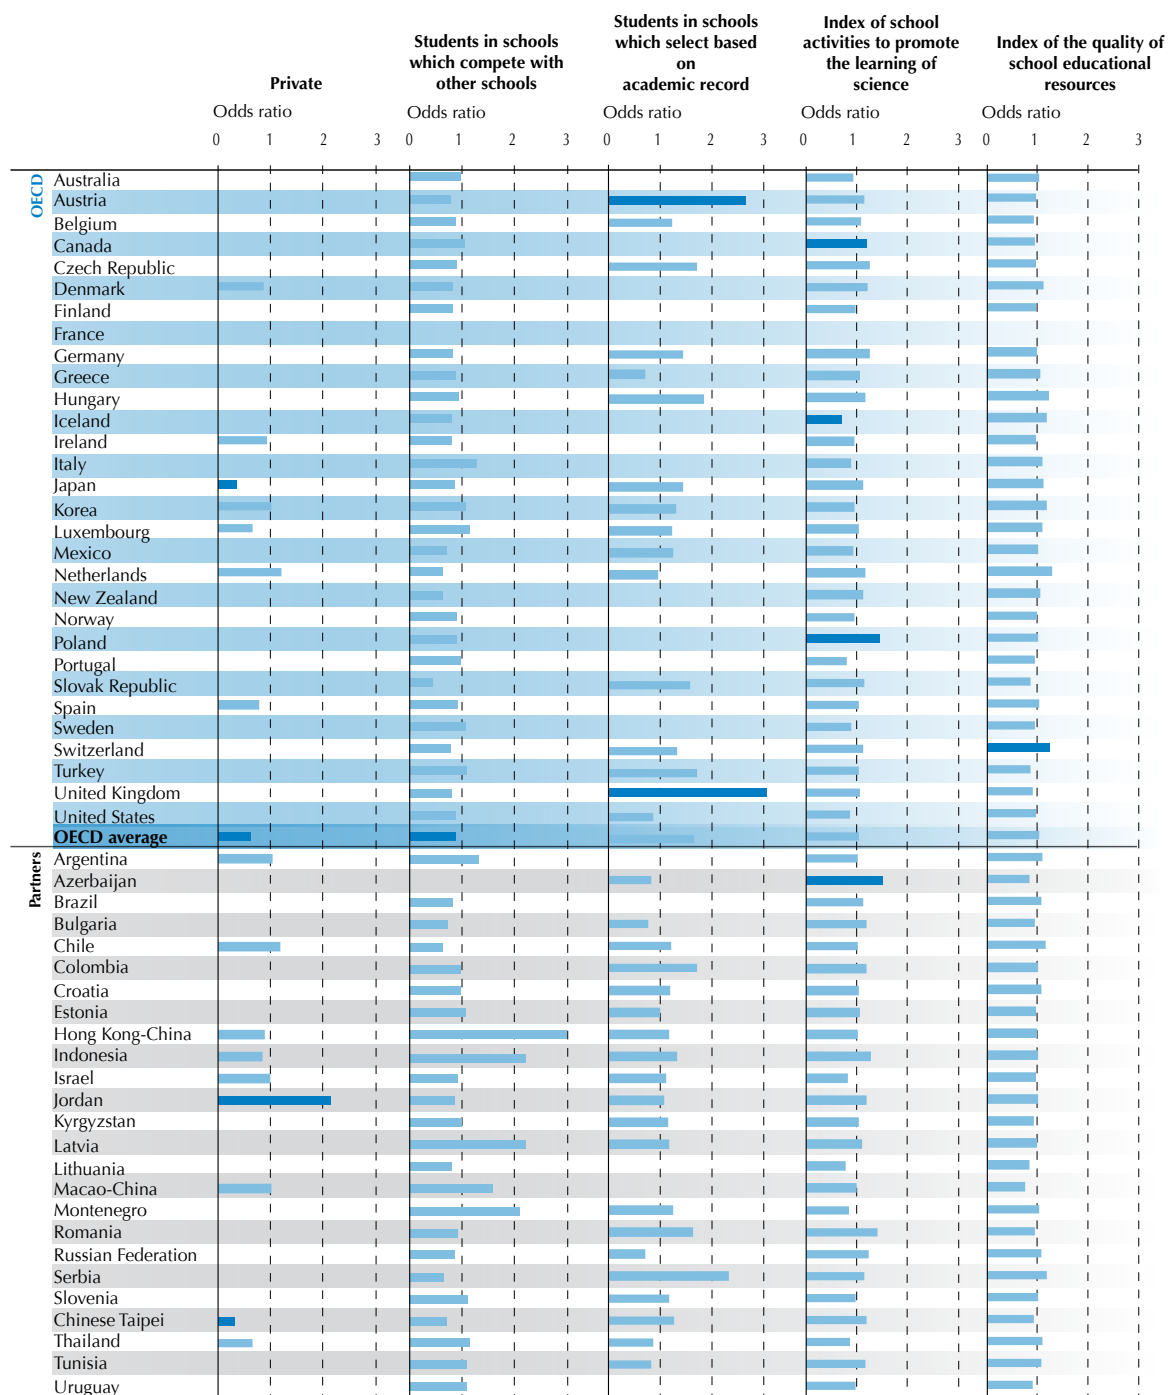 Private
Students in schools
which compete with
other schools
Students in schools
which select based
on
academic record
Index of school
activities to promote
the learning of
science
Index of the quality of
school educational
resources
Odds ratio
Odds ratio
Odds ratio
Odds ratio
Odds ratio
0 1 2 3
0 1 2 3
0 1 2 3
0 1 2 3
0 1 2 3
OECD
Australia
Austria
Belgium
Canada
Czech Republic
Denmark
Finland
France
Germany
Greece
Hungary
Iceland
Ireland
Italy
Japan
Korea
Luxembourg
Mexico
Netherlands
New Zealand
Norway
Poland
Portugal
Slovak Republic
Spain
Sweden
Switzerland
Turkey
United Kingdom
United States
OECD average
Partners
Argentina
Azerbaijan
Brazil
Bulgaria
Chile
Colombia
Croatia
Estonia
Hong Kong-China
Indonesia
Israel
Jordan
Kyrgyzstan
Latvia
Lithuania
Macao-China
Montenegro
Romania
Russian Federation
Serbia
Slovenia
Chinese Taipei
Thailand
Tunisia
Uruguay